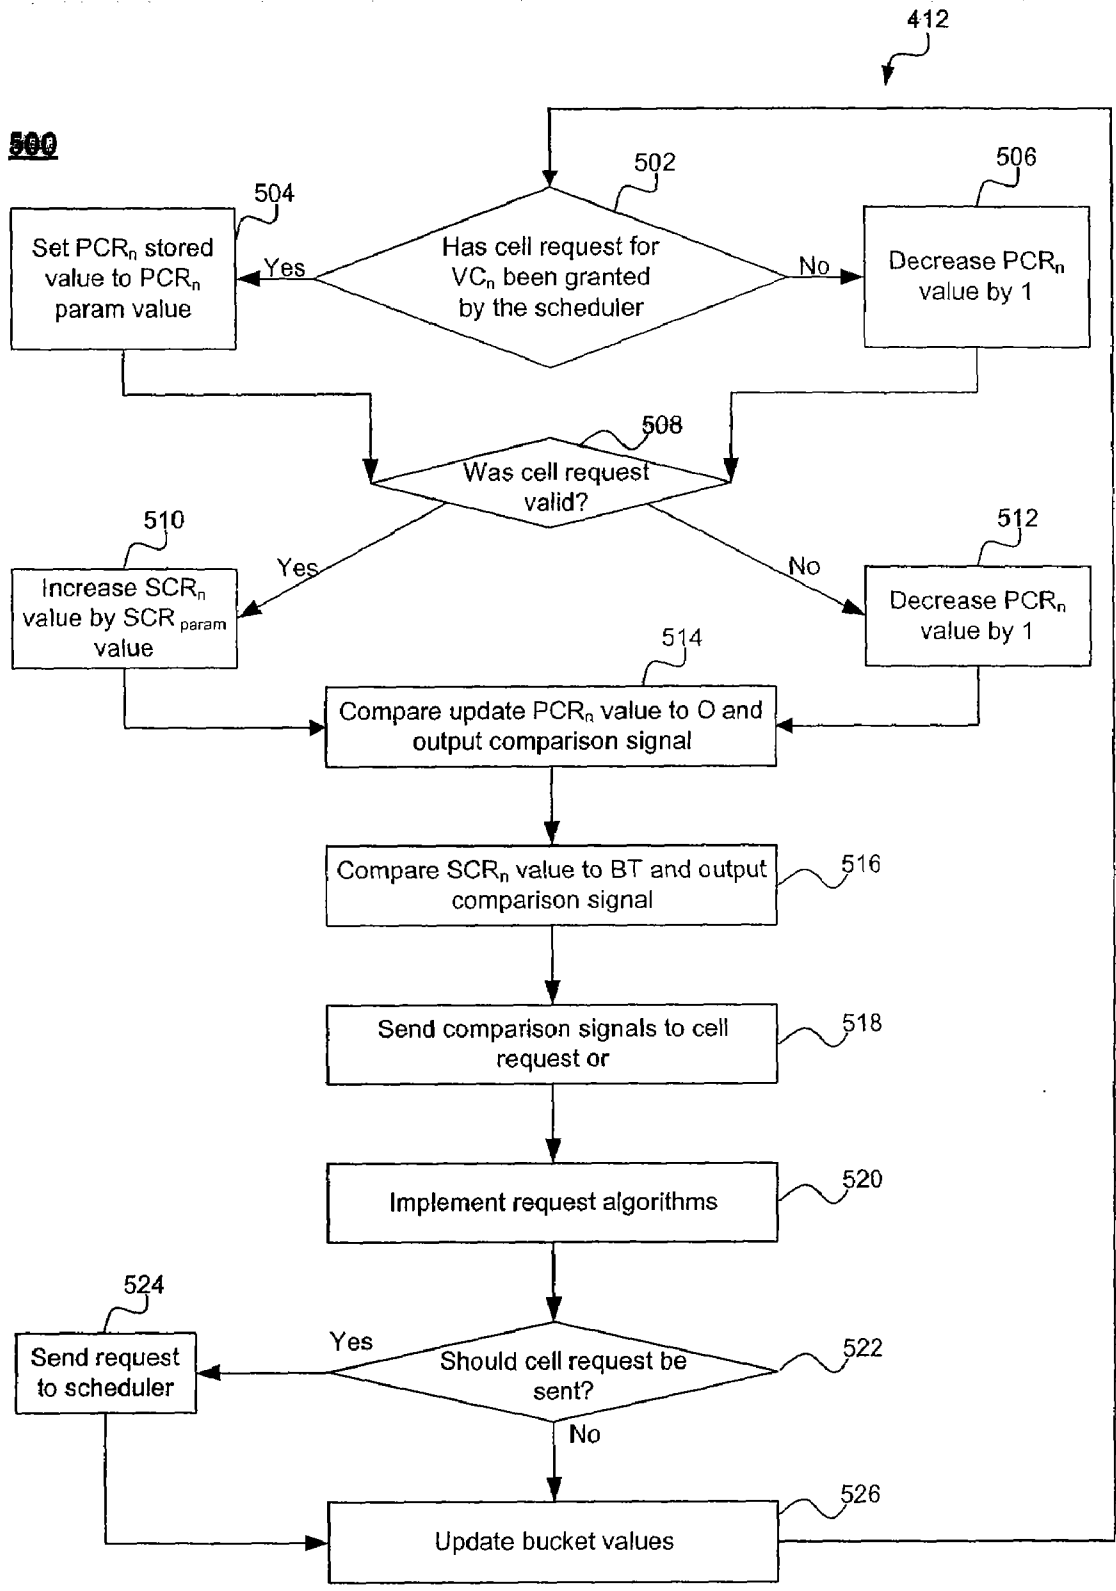 412
500
502
506
504
Set PCRn stored
value to PCRn
param value
Yes
Has cell request for
VCn been granted
by the scheduler
No
Decrease PCRn
value by 1
508
Was cell request
valid?
510
512
Yes
No
Increase SCRn
value by SCR param
value
Decrease PCRn
value by 1
514
Compare update PCRn value to O and
output comparison signal
Compare SCRn value to BT and output
comparison signal
516
Send comparison signals to cell
request or
518
Implement request algorithms
520
524
Yes
Send request
to scheduler
Should cell request be
sent?
522
No
Update bucket values
526